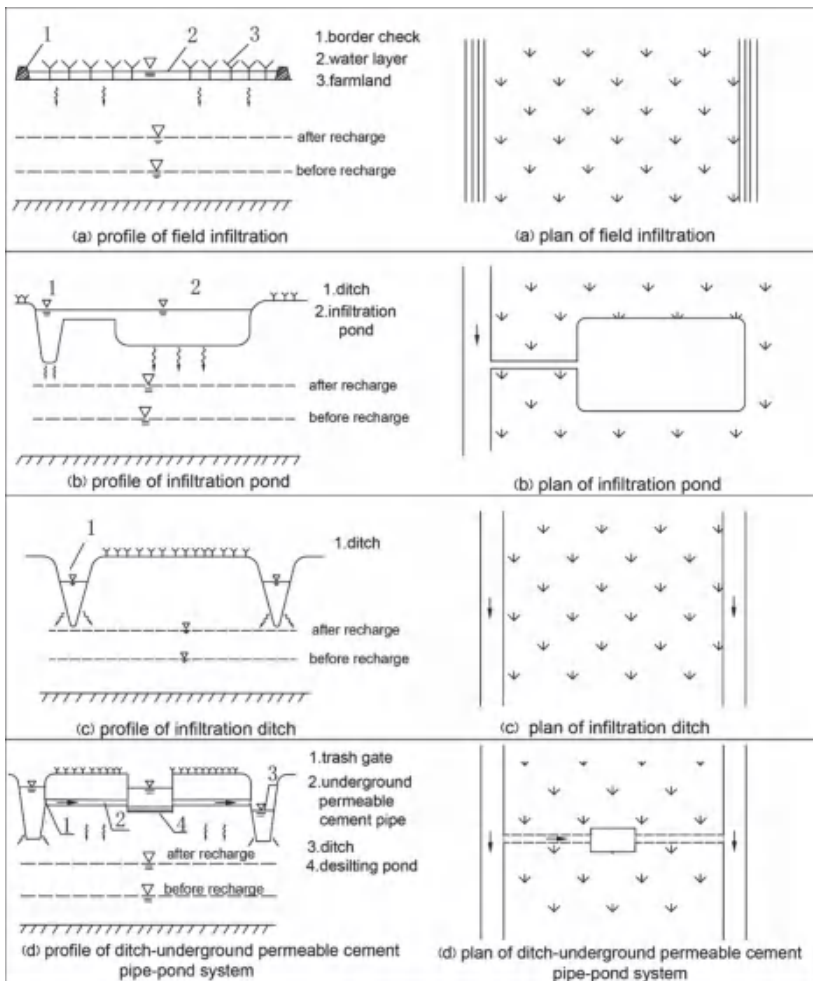 1
2
3
1.border check
2.water layer
3.farmland
after recharge
before recharge
(a) profile of field infiltration
(a) plan of field infiltration
1
2
1.ditch
2.infiltration
pond
after recharge
before recharge
(b) profile of infiltration pond
(b) plan of infiltration pond
1
1.ditch
after recharge
before recharge
(c) profile of infiltration ditch
(c) plan of infiltration ditch
3
1
2
4
1.trash gate
2.underground
permeable
cement pipe
3.ditch
4.desilting pond
after recharge
before recharge
(d) profile of ditch-underground permeable cement
pipe-pond system
(d) plan of ditch-underground permeable cement
pipe-pond system